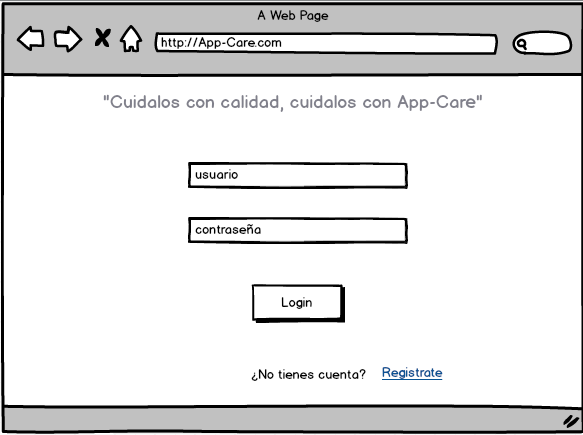 A Web Page
http://App-Care.com
"Cuidalos con calidad, cuidalos con App-Care"
usuario
contraseña
Login
¿No tienes cuenta? Registrate